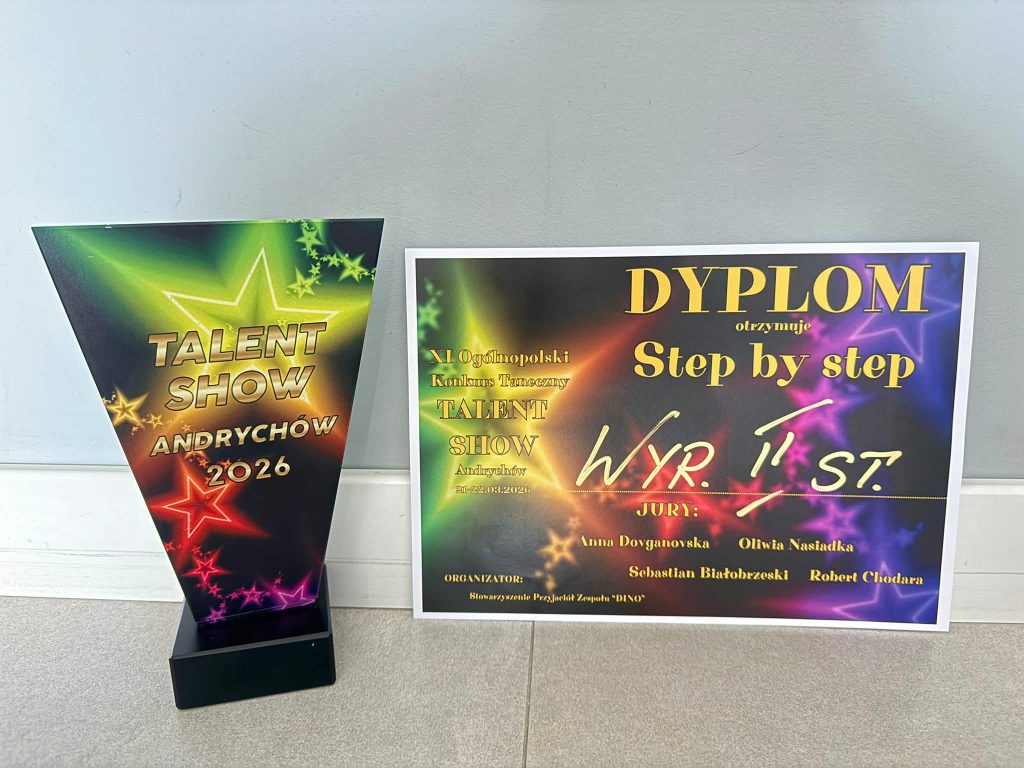 TALENT
SHOW
ANDRYCHÓW
2026
DYPLOM
otrzymuje
Step by step
WYR. II ST.
XI Ogólnopolski
Konkurs Taneczny
TALENT
SHOW
Andrychów
21-22.03.2026
JURY:
Anna Dovganovska Oliwia Nasiadka
Sebastian Białobrzeski Robert Chodara
ORGANIZATOR:
Stowarzyszenie Przyjaciół Zespołu "DINO"